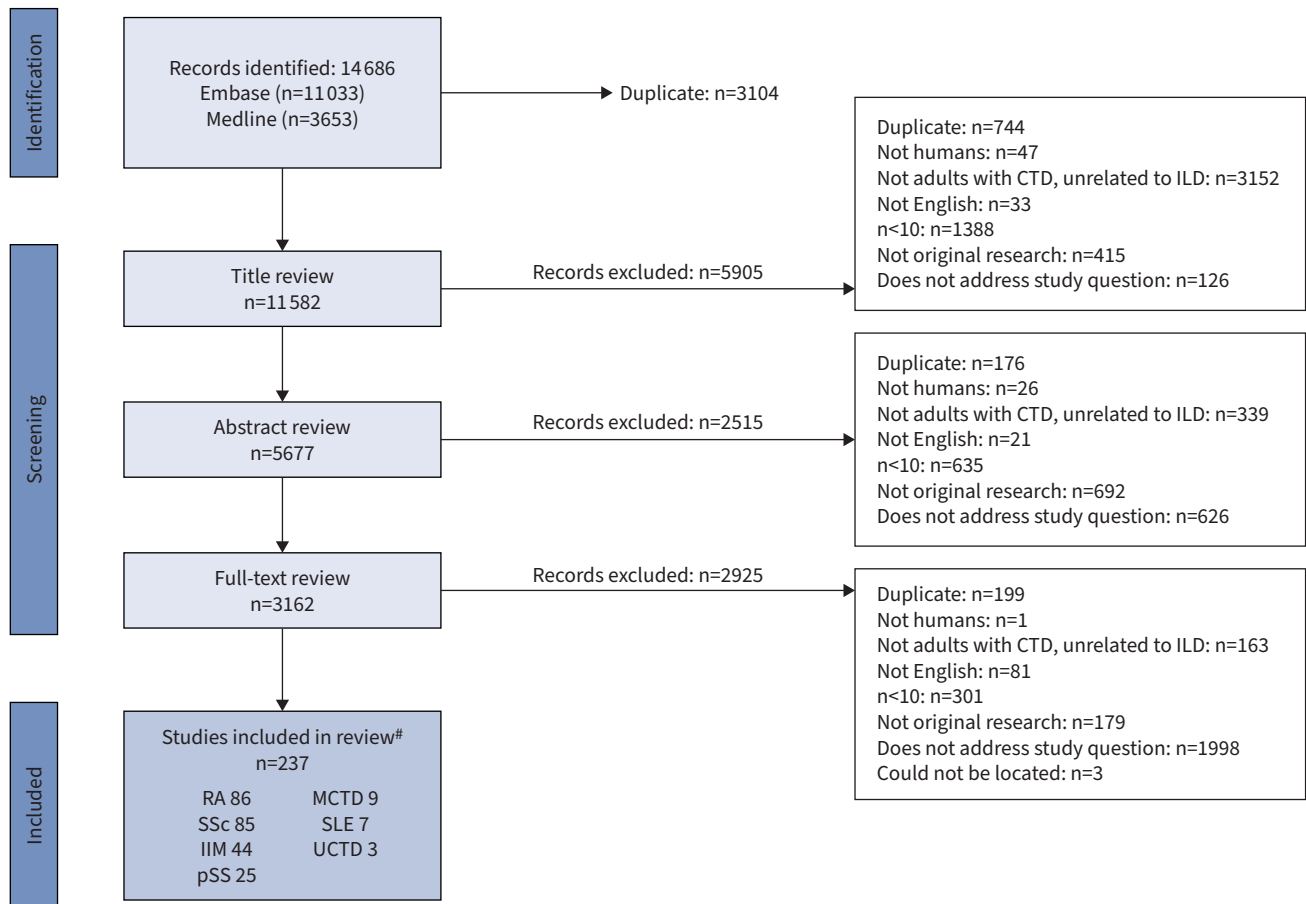 Identification
Records identified: 14 686
Embase (n=11 033)
Medline (n=3653)
Duplicate: n=3104
Duplicate: n=744
Not humans: n=47
Not adults with CTD, unrelated to ILD: n=3152
Not English: n=33
n<10: n=1388
Not original research: n=415
Does not address study question: n=126
Screening
Title review
n=11 582
Records excluded: n=5905
Duplicate: n=176
Not humans: n=26
Not adults with CTD, unrelated to ILD: n=339
Not English: n=21
n<10: n=635
Not original research: n=692
Does not address study question: n=626
Abstract review
n=5677
Records excluded: n=2515
Full-text review
n=3162
Records excluded: n=2925
Duplicate: n=199
Not humans: n=1
Not adults with CTD, unrelated to ILD: n=163
Not English: n=81
n<10: n=301
Not original research: n=179
Does not address study question: n=1998
Could not be located: n=3
Included
Studies included in review#
n=237
RA 86 MCTD 9
SSc 85 SLE 7
IIM 44 UCTD 3
pSS 25